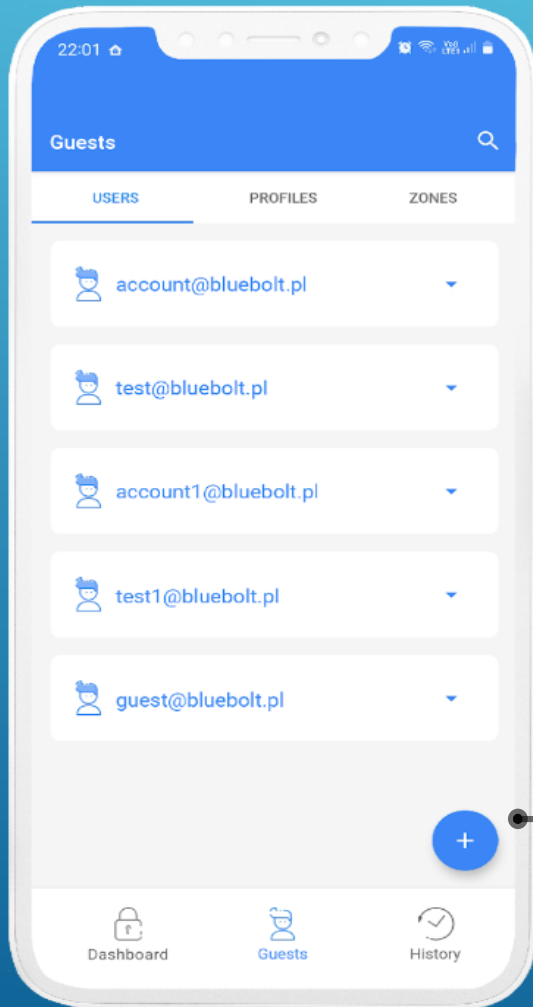 22:01
Guests
USERS PROFILES ZONES
account@bluebolt.pl
test@bluebolt.pl
account1@bluebolt.pl
test1@bluebolt.pl
guest@bluebolt.pl
+
Dashboard Guests History